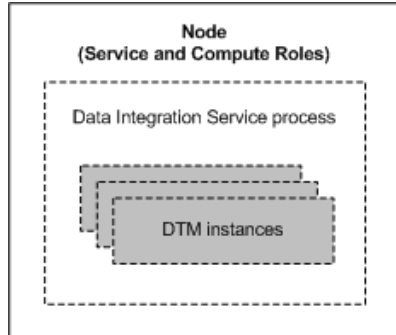 Node
(Service and Compute Roles)
Data Integration Service process
DTM instances